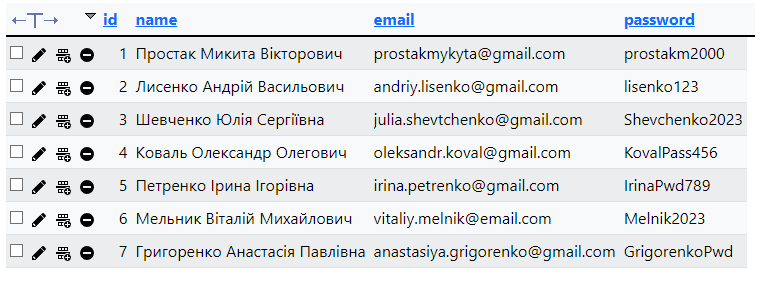 ←T→ id name email password
1 Простак Микита Вікторович prostakmykyta@gmail.com prostakm2000
2 Лисенко Андрій Васильович andriy.lisenko@gmail.com lisenko123
3 Шевченко Юлія Сергіївна julia.shevtchenko@gmail.com Shevchenko2023
4 Коваль Олександр Олегович oleksandr.koval@gmail.com KovalPass456
5 Петренко Ірина Ігорівна irina.petrenko@gmail.com IrinaPwd789
6 Мельник Віталій Михайлович vitaliy.melnik@email.com Melnik2023
7 Григоренко Анастасія Павлівна anastasiya.grigorenko@gmail.com GrigorenkoPwd